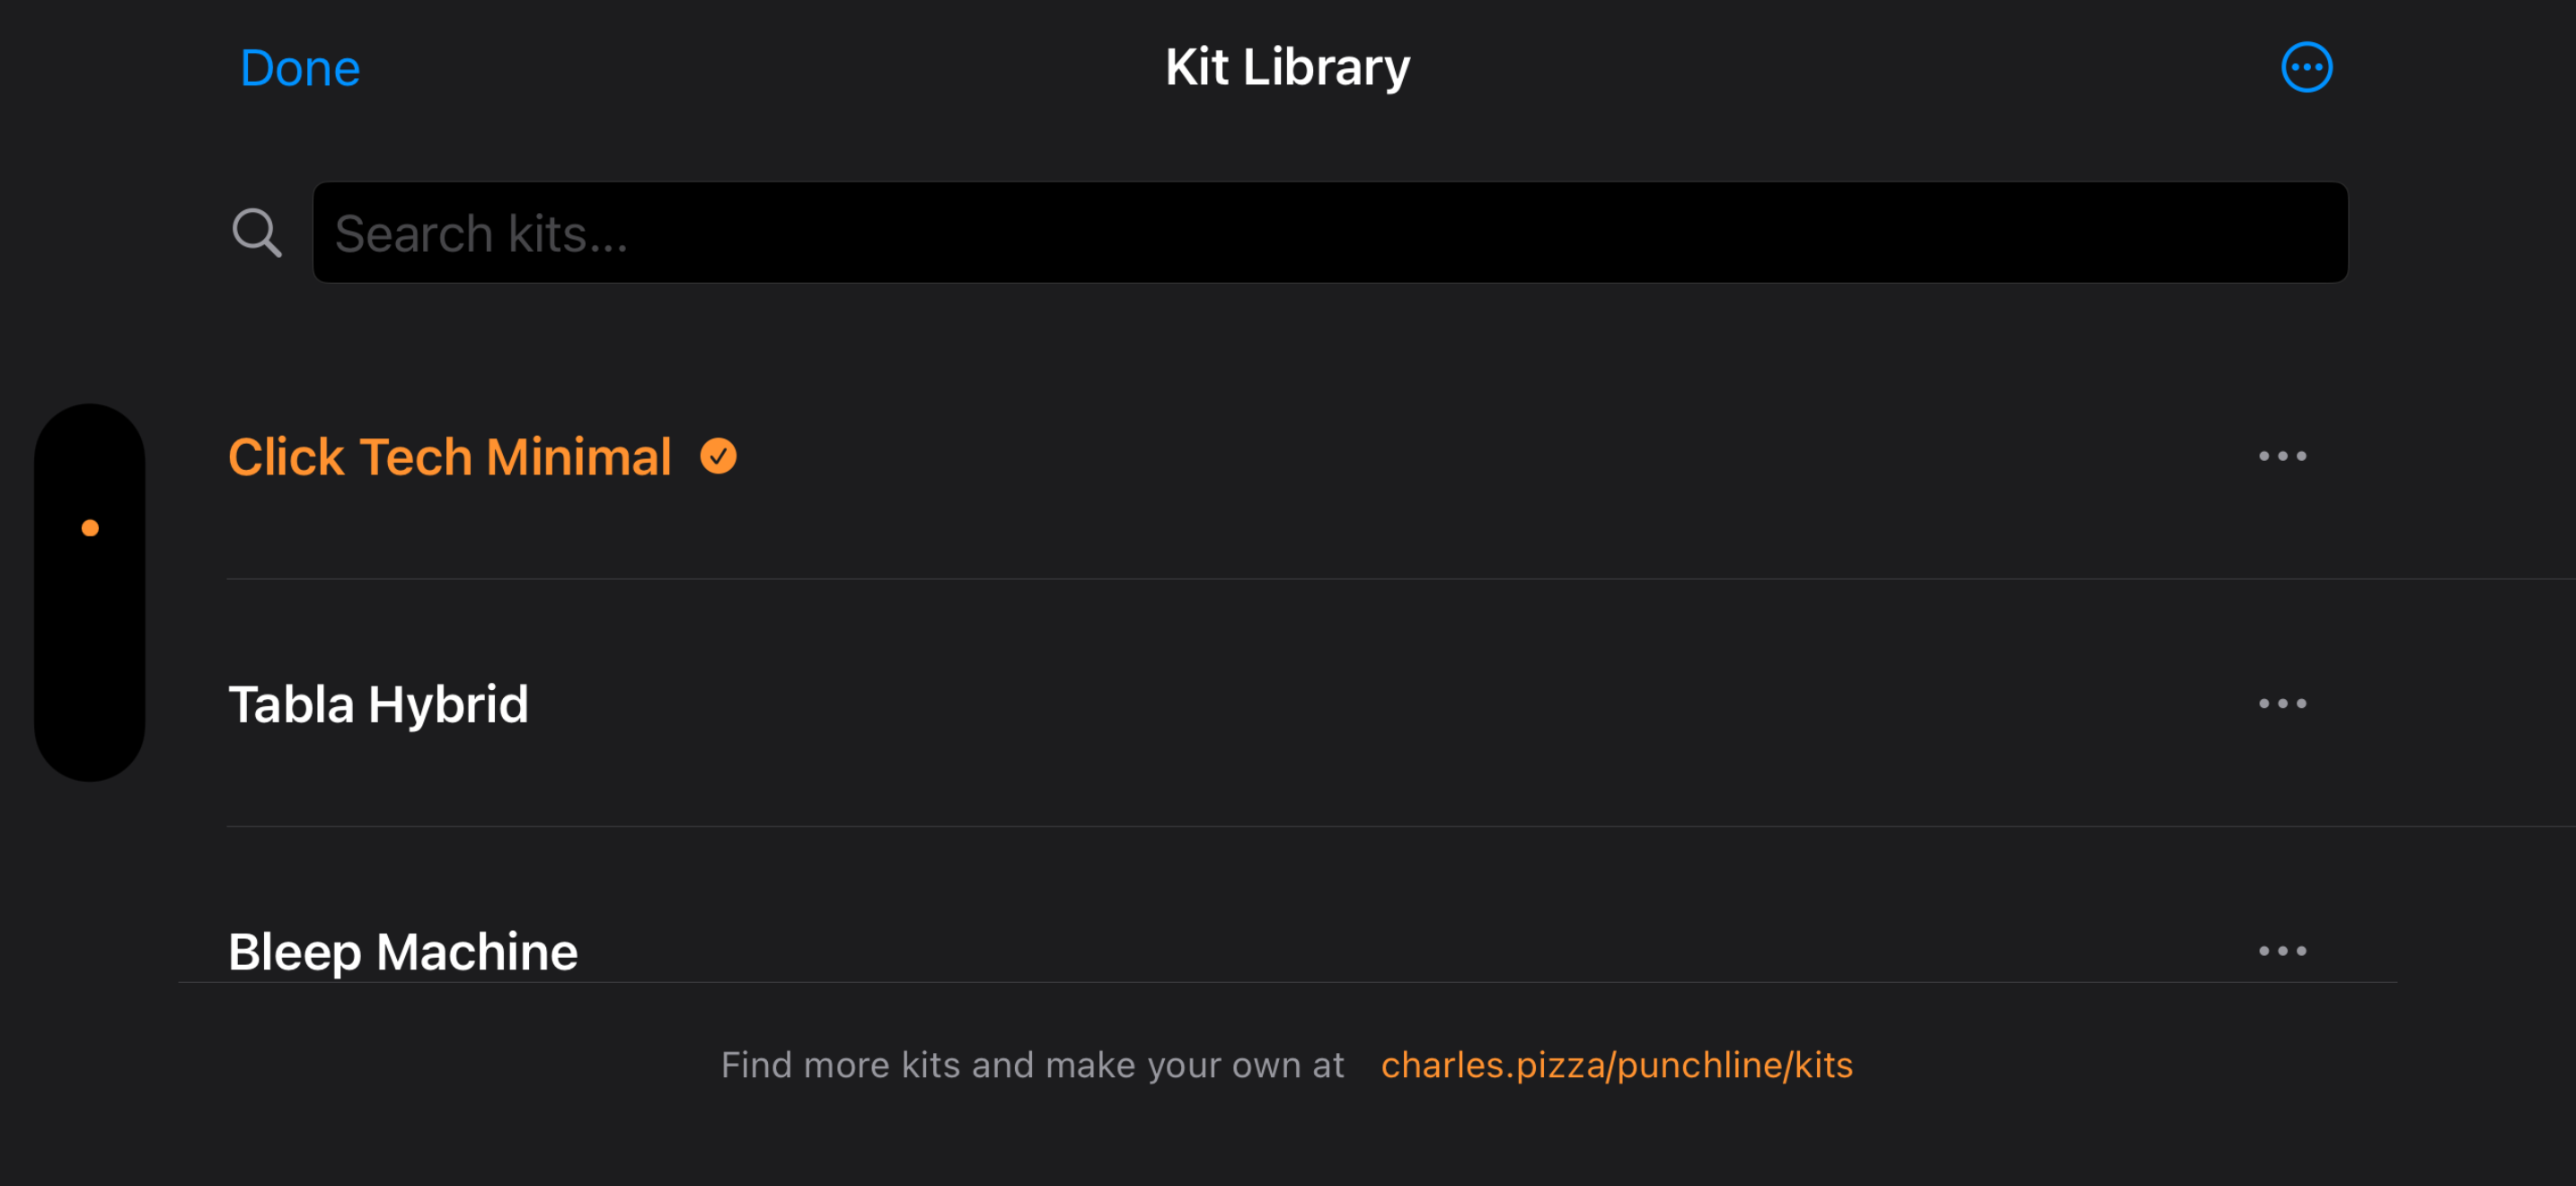 Done
Kit Library
Search kits...
Click Tech Minimal
Tabla Hybrid
Bleep Machine
Find more kits and make your own at charles.pizza/punchline/kits